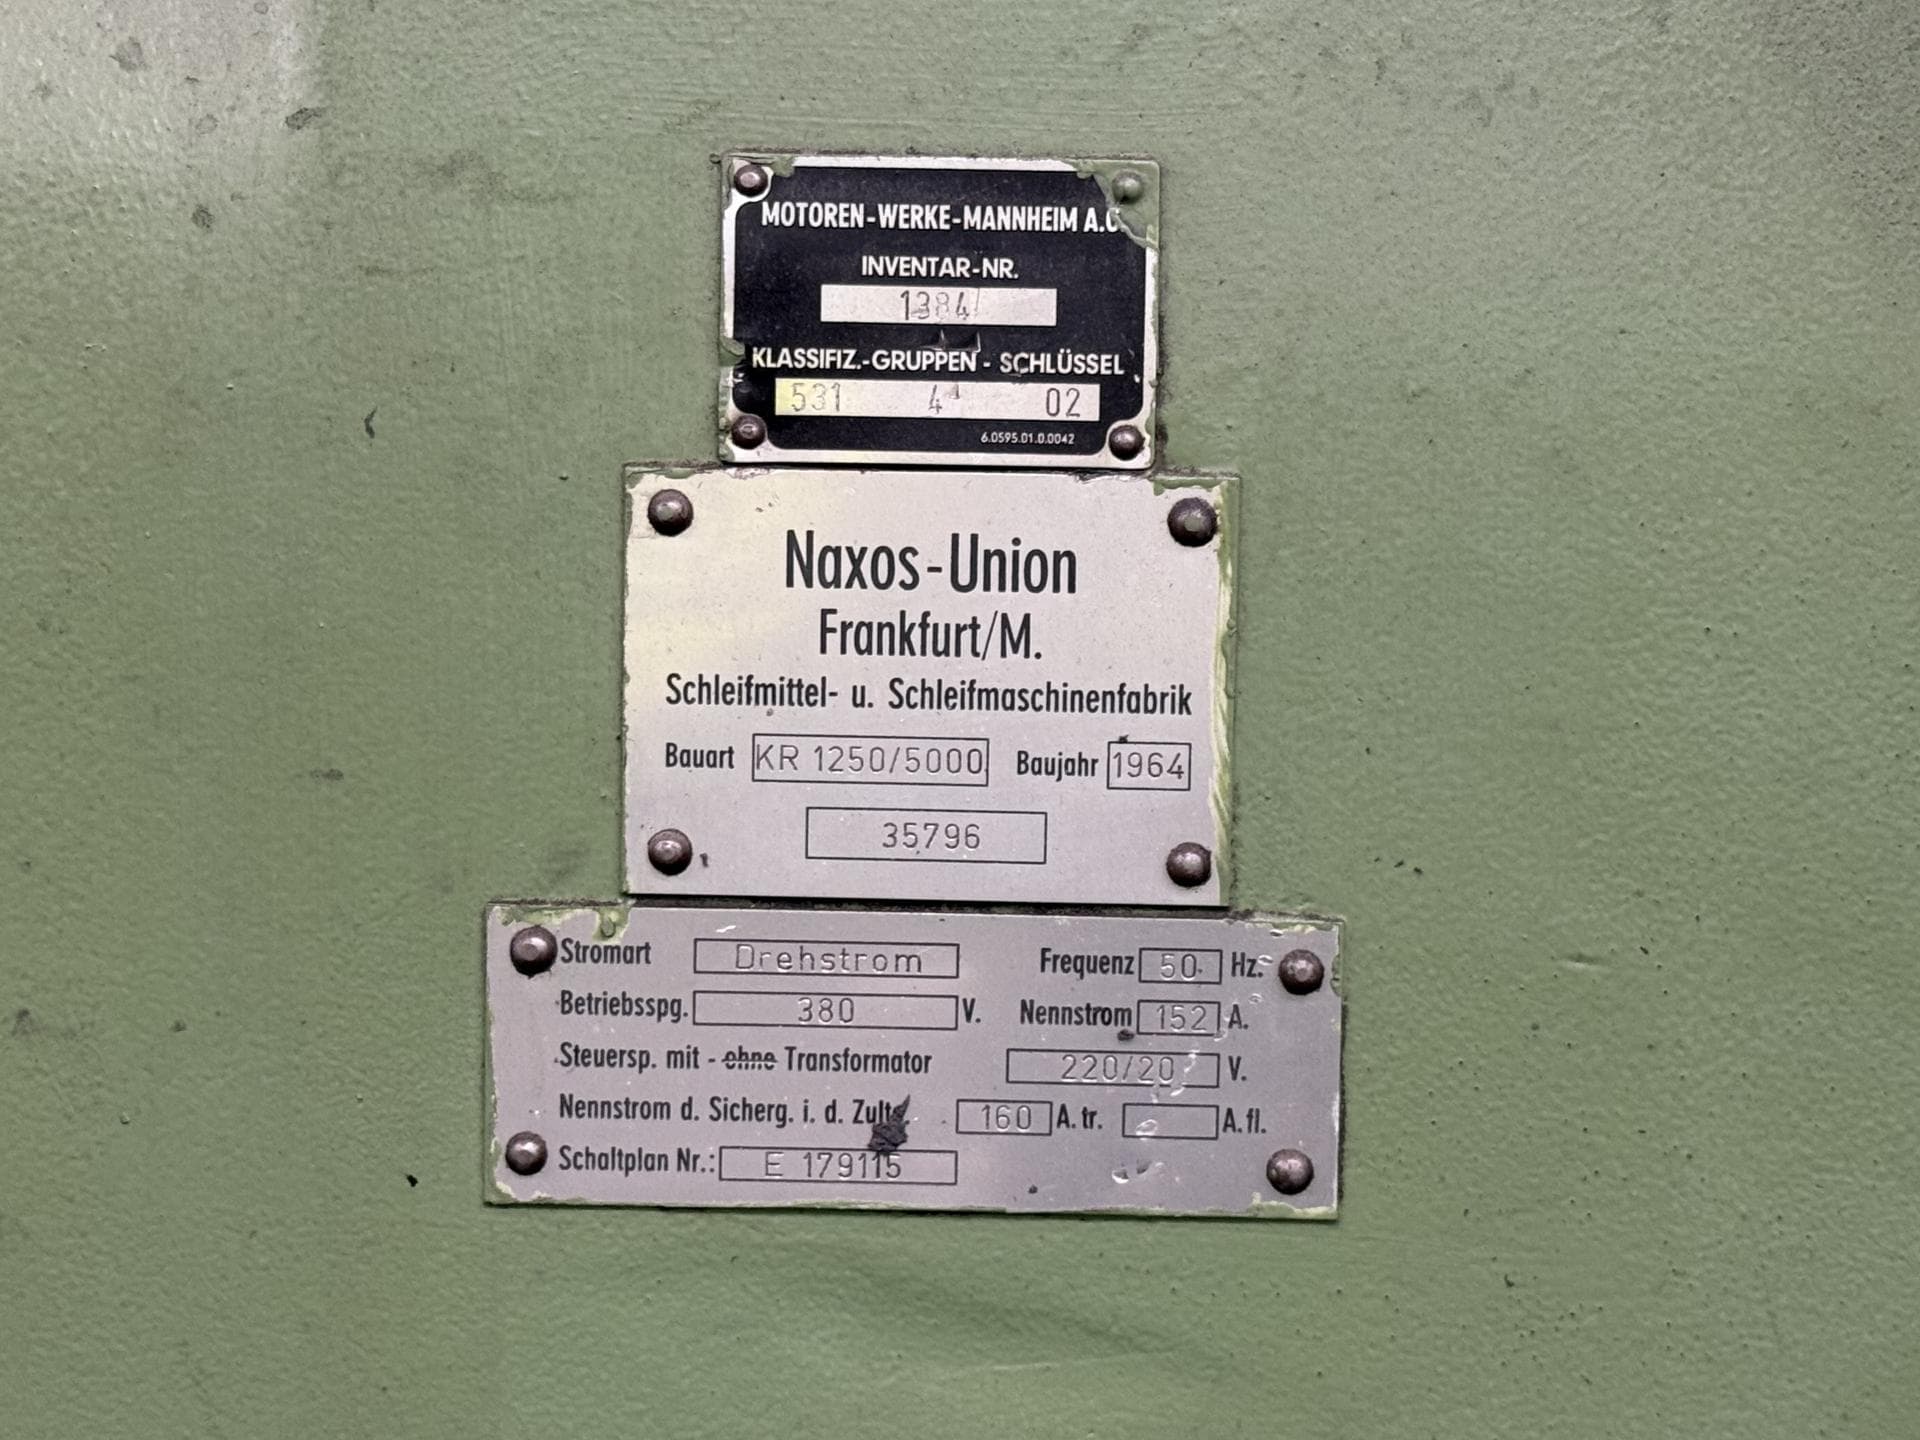 MOTOREN-WERKE-MANNHEIM A.G.
INVENTAR-NR.
1384
KLASSIFIZ.-GRUPPEN - SCHLÜSSEL
531 4 02
6.0595.01.0.0042
Naxos-Union
Frankfurt/M.
Schleifmittel- u. Schleifmaschinenfabrik
Bauart KR 1250/5000 Baujahr 1964
35796
Stromart Drehstrom Frequenz 50 Hz.
Betriebsspg. 380 V. Nennstrom 152 A.
Steuersp. mit - ohne Transformator 220/20 V.
Nennstrom d. Sicherg. i. d. 160 A. tr. A. fl.
Schaltplan Nr.: E 179115